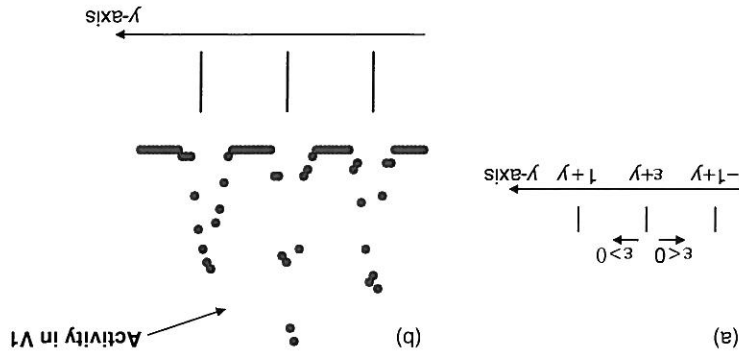 (a)
ε<0 ε>0
−1+y ε+y 1+y y-axis
(b)
Activity in V1
y-axis